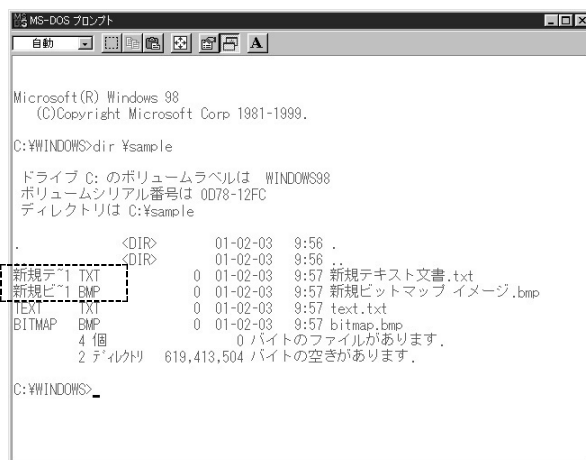 MS-DOS プロンプト
自動
A
Microsoft(R) Windows 98
(C)Copyright Microsoft Corp 1981-1999.
C:¥WINDOWS>dir ¥sample
ドライブ C: のボリュームラベルは WINDOWS98
ボリュームシリアル番号は 0D78-12FC
ディレクトリは C:¥sample
. <DIR> 01-02-03 9:56 .
.. <DIR> 01-02-03 9:56 ..
新規テ~1 TXT 0 01-02-03 9:57 新規テキスト文書.txt
新規ビ~1 BMP 0 01-02-03 9:57 新規ビットマップ イメージ.bmp
TEXT TXT 0 01-02-03 9:57 text.txt
BITMAP BMP 0 01-02-03 9:57 bitmap.bmp
4 個 0 バイトのファイルがあります.
2 ディレクトリ 619,413,504 バイトの空きがあります.
C:¥WINDOWS>_